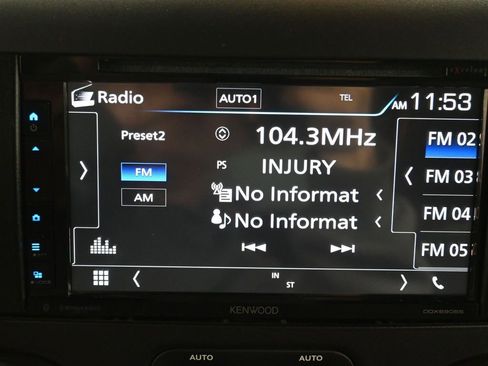 eXcelon
Radio AUTO1 TEL AM 11:53
Preset2 104.3MHz FM 02
FM PS INJURY FM 03
AM No Informat FM 04
No Informat FM 05
IN
ST
KENWOOD
AUTO AUTO